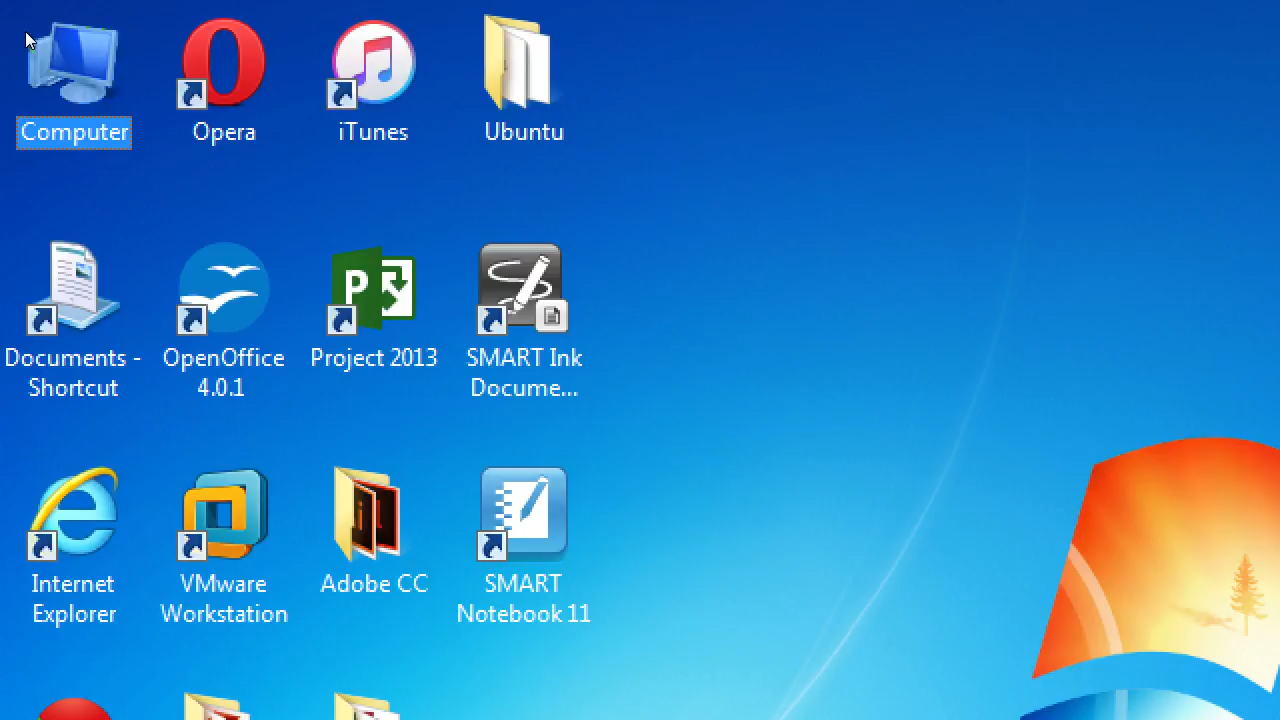 Computer
Opera
iTunes
Ubuntu
Documents -
Shortcut
OpenOffice
4.0.1
Project 2013
SMART Ink
Docume...
Internet
Explorer
VMware
Workstation
Adobe CC
SMART
Notebook 11